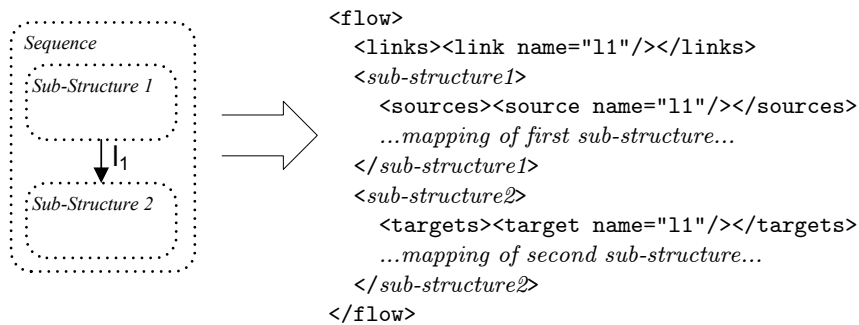 Sequence
Sub-Structure 1
l1
Sub-Structure 2
<flow>
<links><link name="l1"/></links>
<sub-structure1>
<sources><source name="l1"/></sources>
...mapping of first sub-structure...
</sub-structure1>
<sub-structure2>
<targets><target name="l1"/></targets>
...mapping of second sub-structure...
</sub-structure2>
</flow>